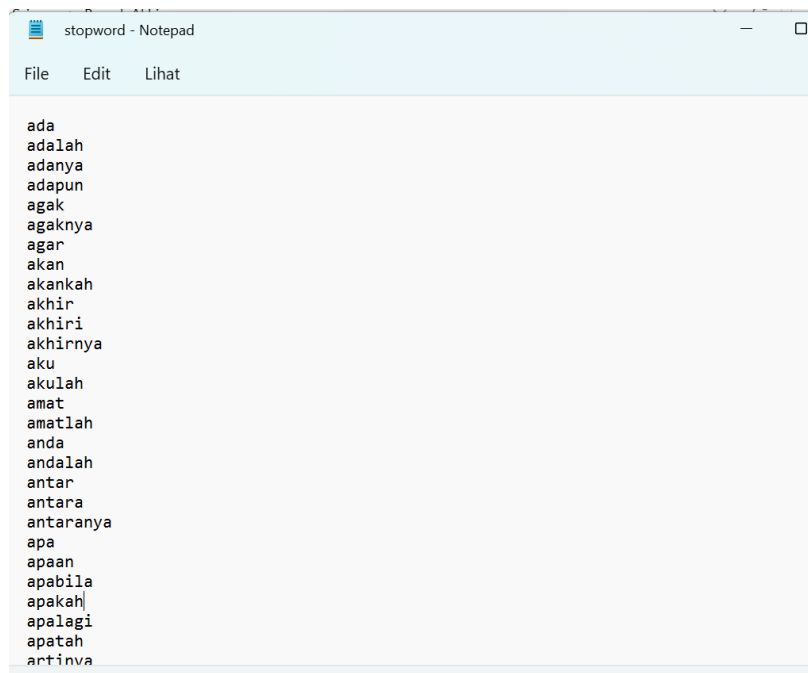 stopword - Notepad
File Edit Lihat
ada
adalah
adanya
adapun
agak
agaknya
agar
akan
akankah
akhir
akhiri
akhirnya
aku
akulah
amat
amatlah
anda
andalah
antar
antara
antaranya
apa
apaan
apabila
apakah
apalagi
apatah
artinya